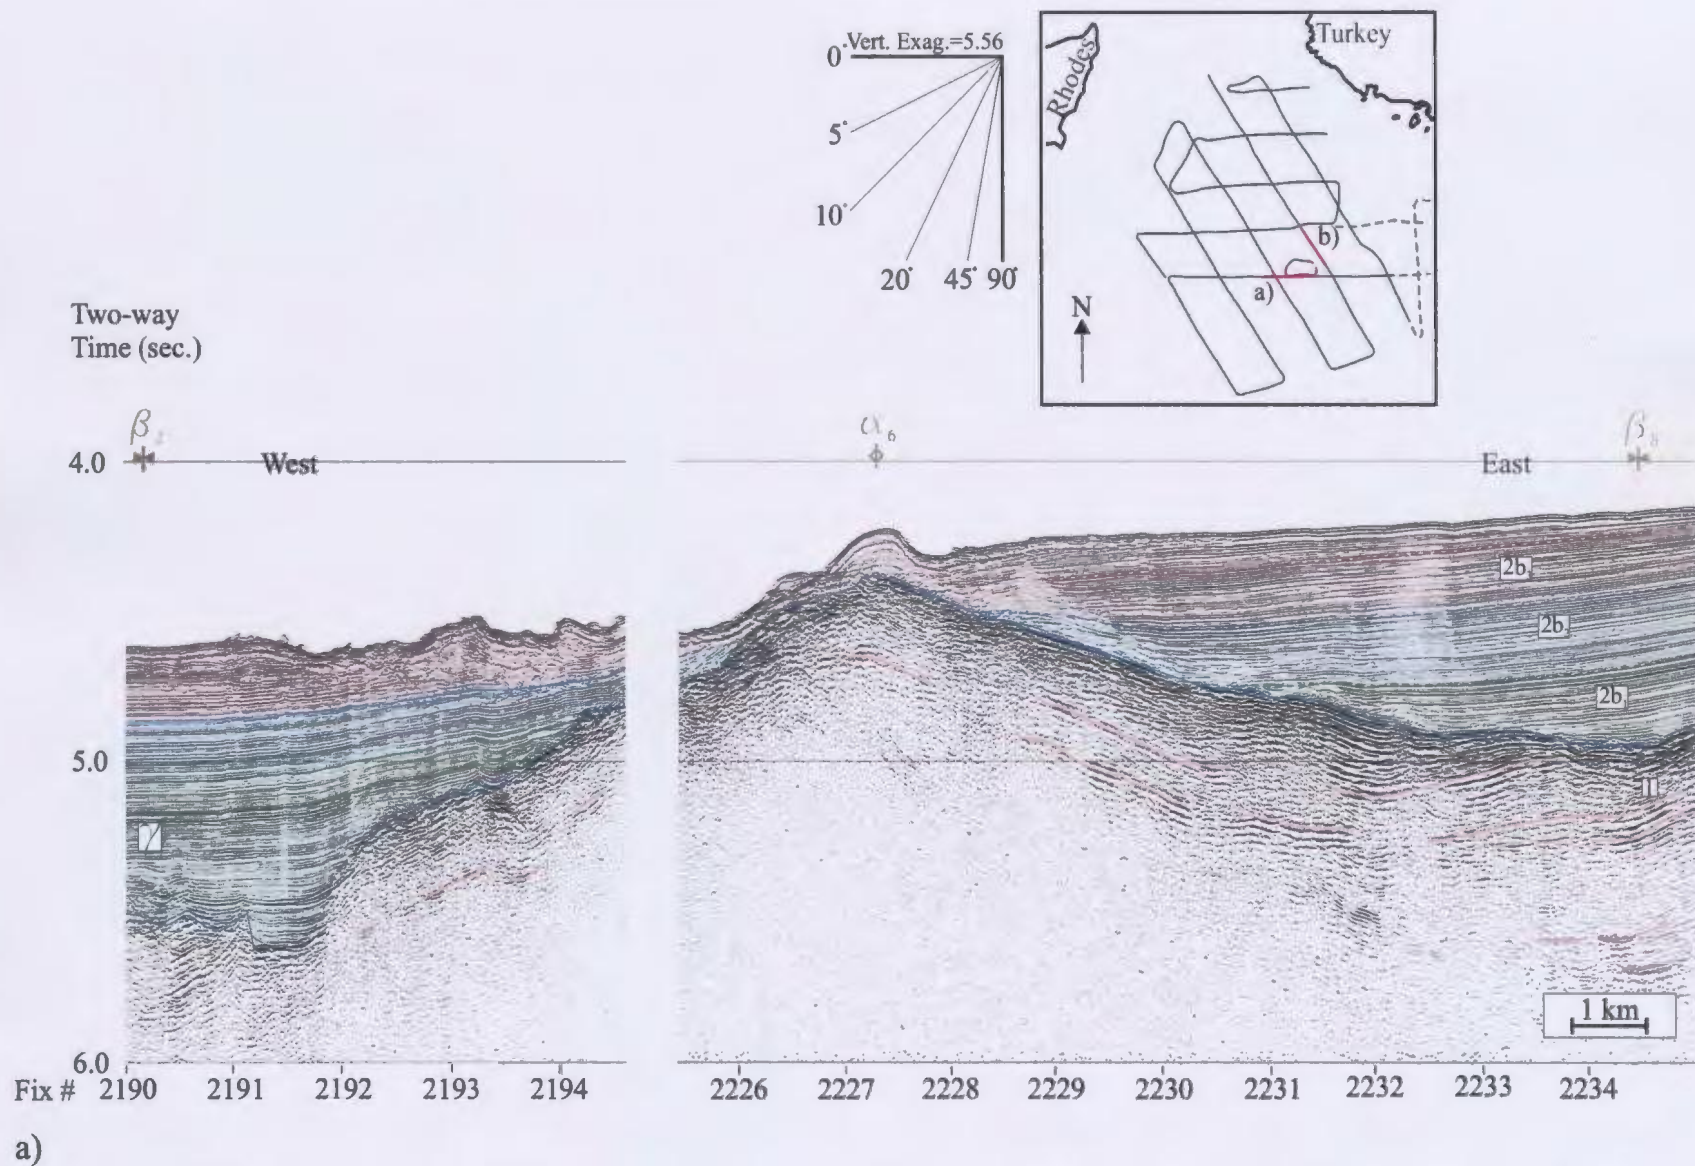 Vert. Exag.=5.56
0°
5°
10°
20° 45° 90°
Rhodes
Turkey
b)
a)
N
Two-way
Time (sec.)
β α₆ β₈
4.0 West East
2b
2b
2b
5.0
1
1 km
6.0
Fix # 2190 2191 2192 2193 2194 2226 2227 2228 2229 2230 2231 2232 2233 2234
a)